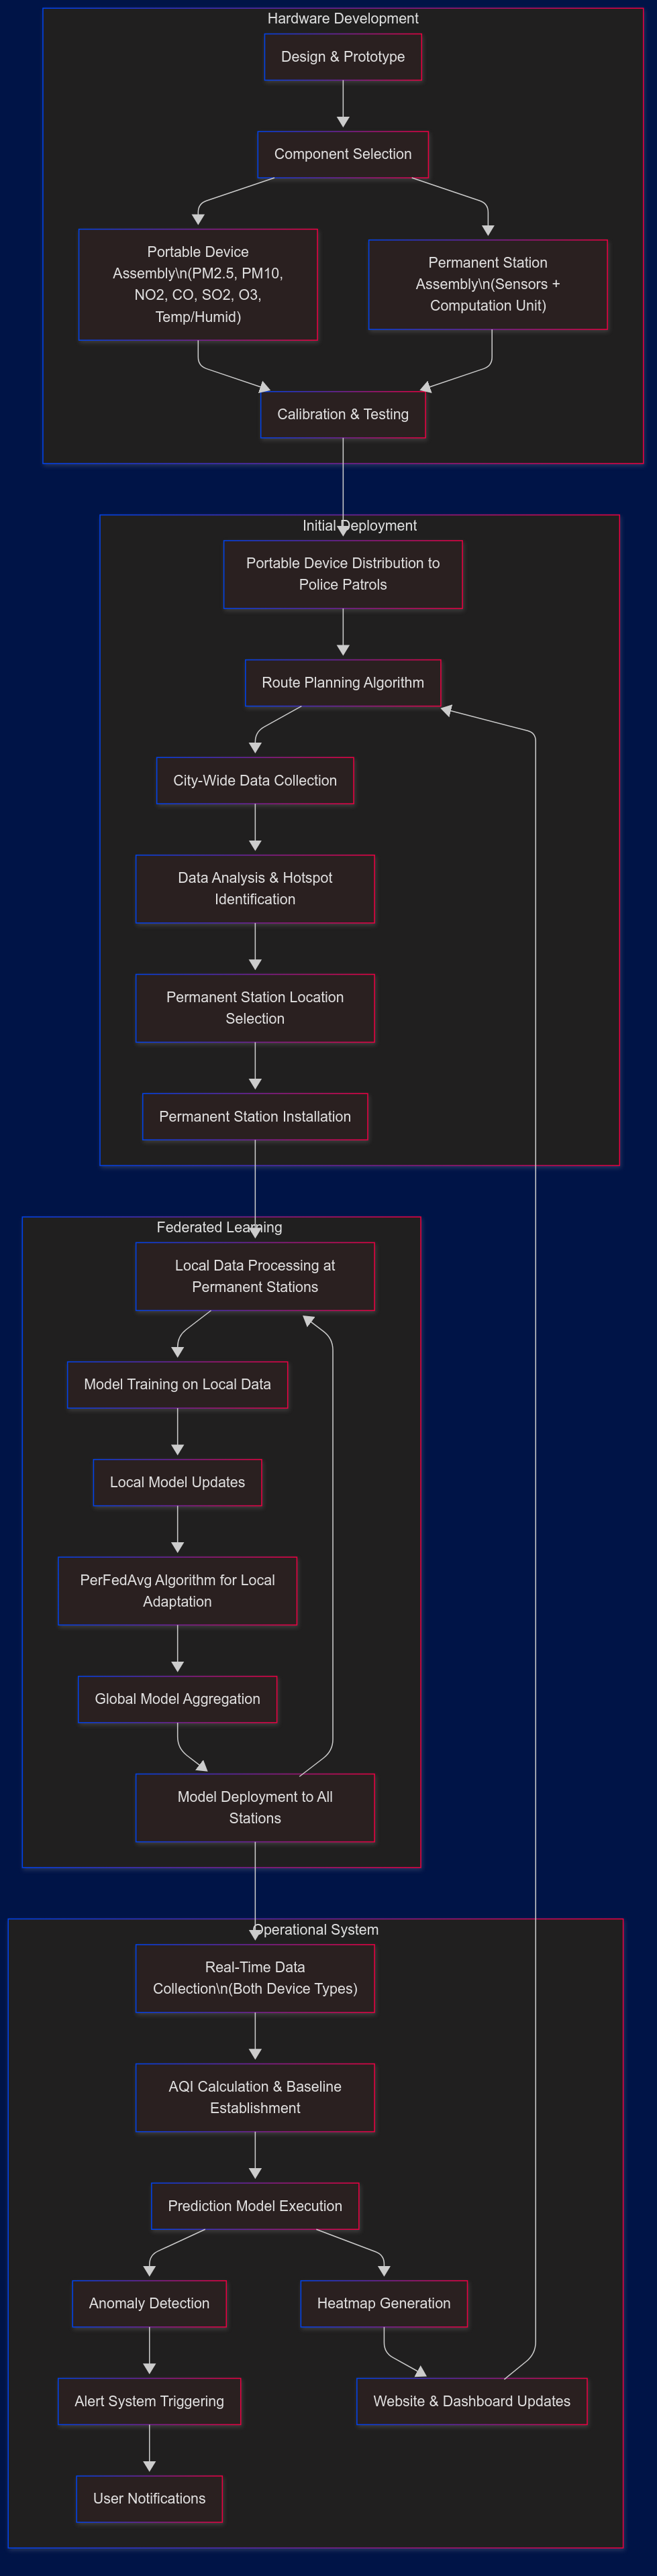 Hardware Development
Design & Prototype
Component Selection
Portable Device
Assembly\n(PM2.5, PM10,
NO2, CO, SO2, O3,
Temp/Humid)
Permanent Station
Assembly\n(Sensors +
Computation Unit)
Calibration & Testing
Initial Deployment
Portable Device Distribution to
Police Patrols
Route Planning Algorithm
City-Wide Data Collection
Data Analysis & Hotspot
Identification
Permanent Station Location
Selection
Permanent Station Installation
Federated Learning
Local Data Processing at
Permanent Stations
Model Training on Local Data
Local Model Updates
PerFedAvg Algorithm for Local
Adaptation
Global Model Aggregation
Model Deployment to All
Stations
Operational System
Real-Time Data
Collection\n(Both Device Types)
AQI Calculation & Baseline
Establishment
Prediction Model Execution
Anomaly Detection
Heatmap Generation
Alert System Triggering
Website & Dashboard Updates
User Notifications